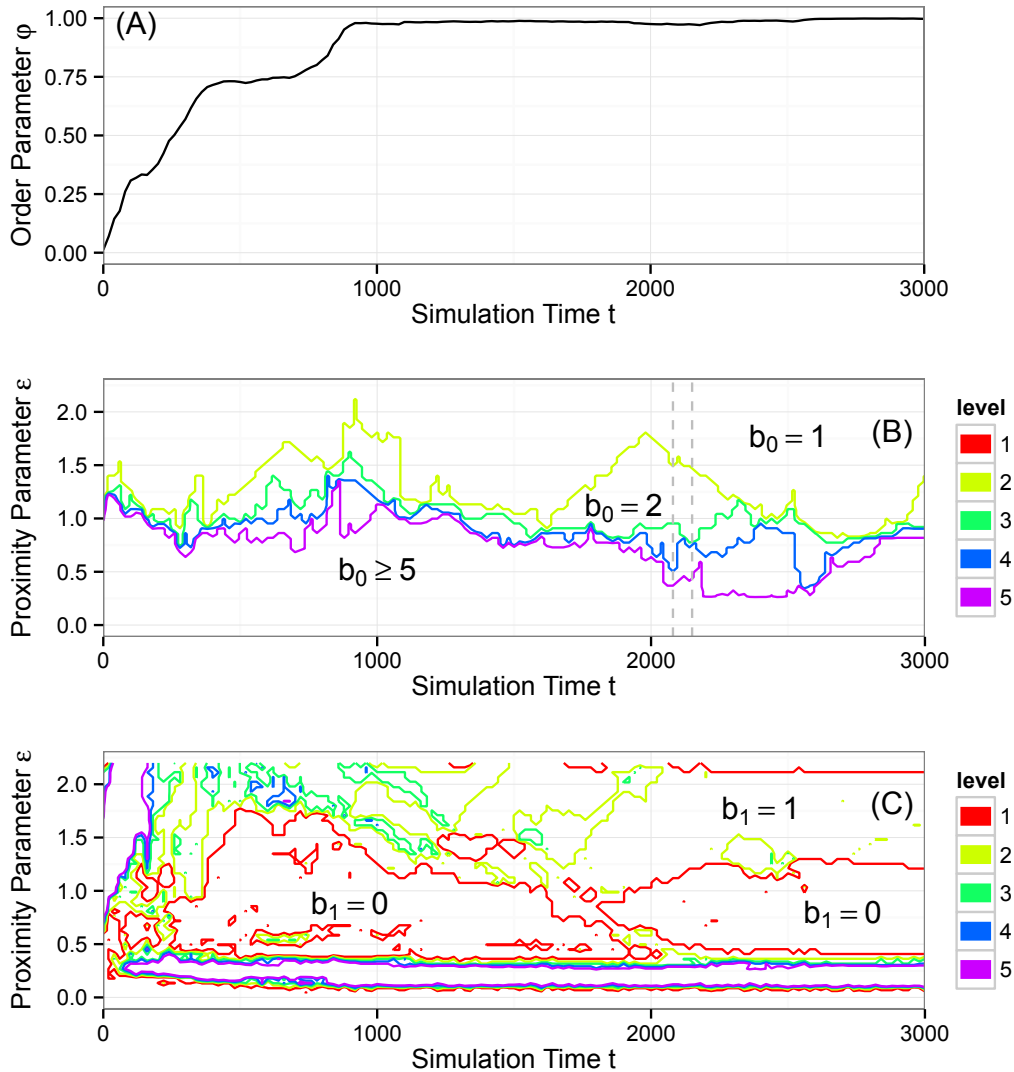 (A)
Order Parameter φ
1.00
0.75
0.50
0.25
0.00
0 1000 2000 3000
Simulation Time t
(B)
Proximity Parameter ε
2.0
1.5
1.0
0.5
0.0
b₀ = 1
b₀ = 2
b₀ ≥ 5
0 1000 2000 3000
Simulation Time t
level
1
2
3
4
5
(C)
Proximity Parameter ε
2.0
1.5
1.0
0.5
0.0
b₁ = 1
b₁ = 0
b₁ = 0
0 1000 2000 3000
Simulation Time t
level
1
2
3
4
5